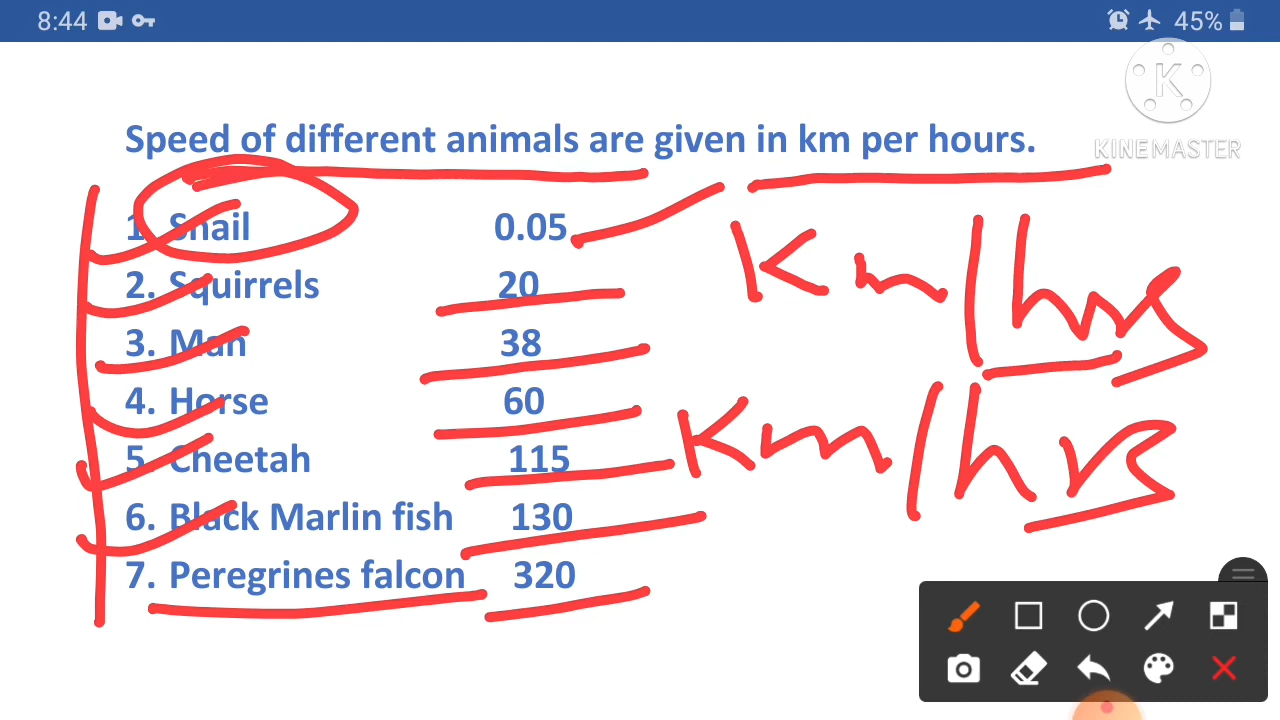 8:44 45%
KINEMASTER
Speed of different animals are given in km per hours.
1. Snail 0.05
2. Squirrels 20
3. Man 38
4. Horse 60
5. Cheetah 115
6. Black Marlin fish 130
7. Peregrines falcon 320
Km/hrs
Km/hrs